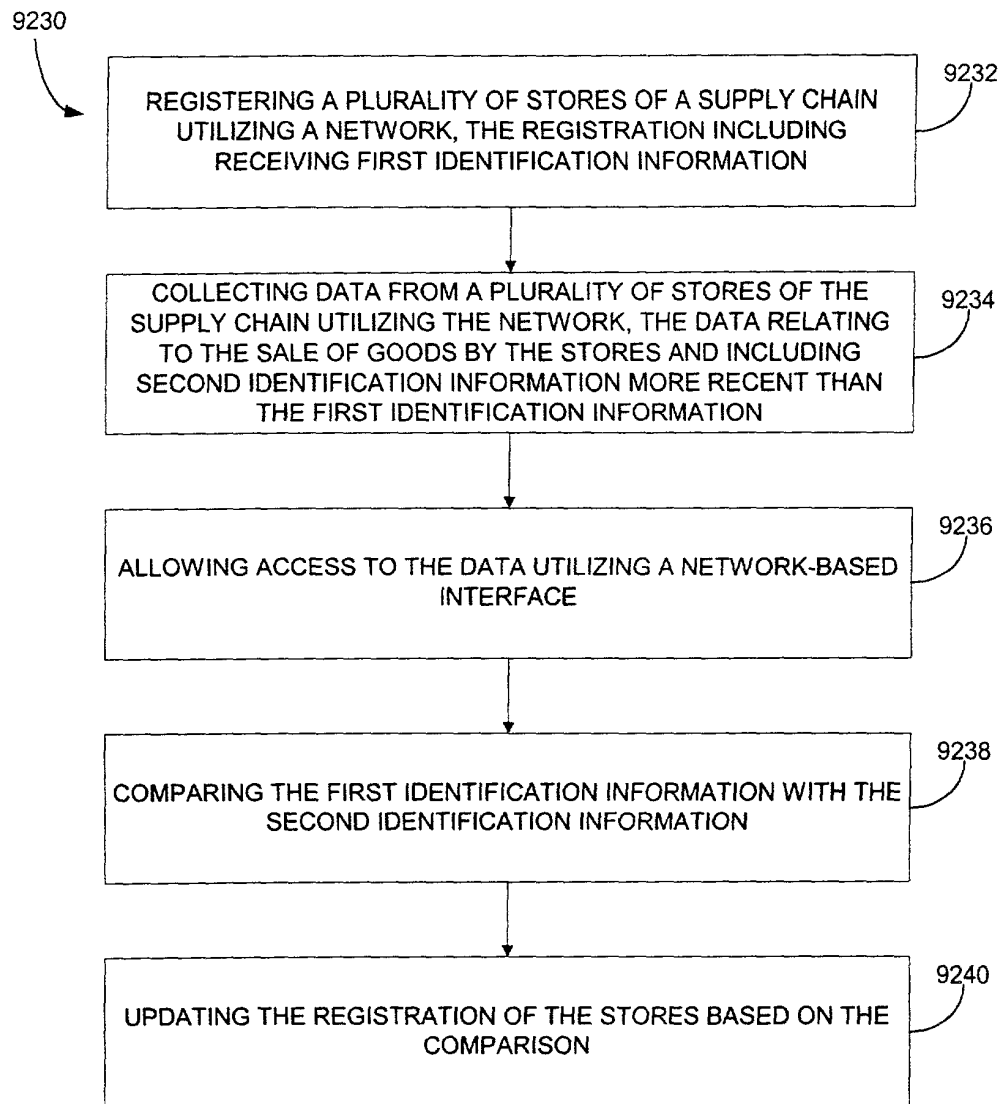 9230
9232
REGISTERING A PLURALITY OF STORES OF A SUPPLY CHAIN
UTILIZING A NETWORK, THE REGISTRATION INCLUDING
RECEIVING FIRST IDENTIFICATION INFORMATION
9234
COLLECTING DATA FROM A PLURALITY OF STORES OF THE
SUPPLY CHAIN UTILIZING THE NETWORK, THE DATA RELATING
TO THE SALE OF GOODS BY THE STORES AND INCLUDING
SECOND IDENTIFICATION INFORMATION MORE RECENT THAN
THE FIRST IDENTIFICATION INFORMATION
9236
ALLOWING ACCESS TO THE DATA UTILIZING A NETWORK-BASED
INTERFACE
9238
COMPARING THE FIRST IDENTIFICATION INFORMATION WITH THE
SECOND IDENTIFICATION INFORMATION
9240
UPDATING THE REGISTRATION OF THE STORES BASED ON THE
COMPARISON